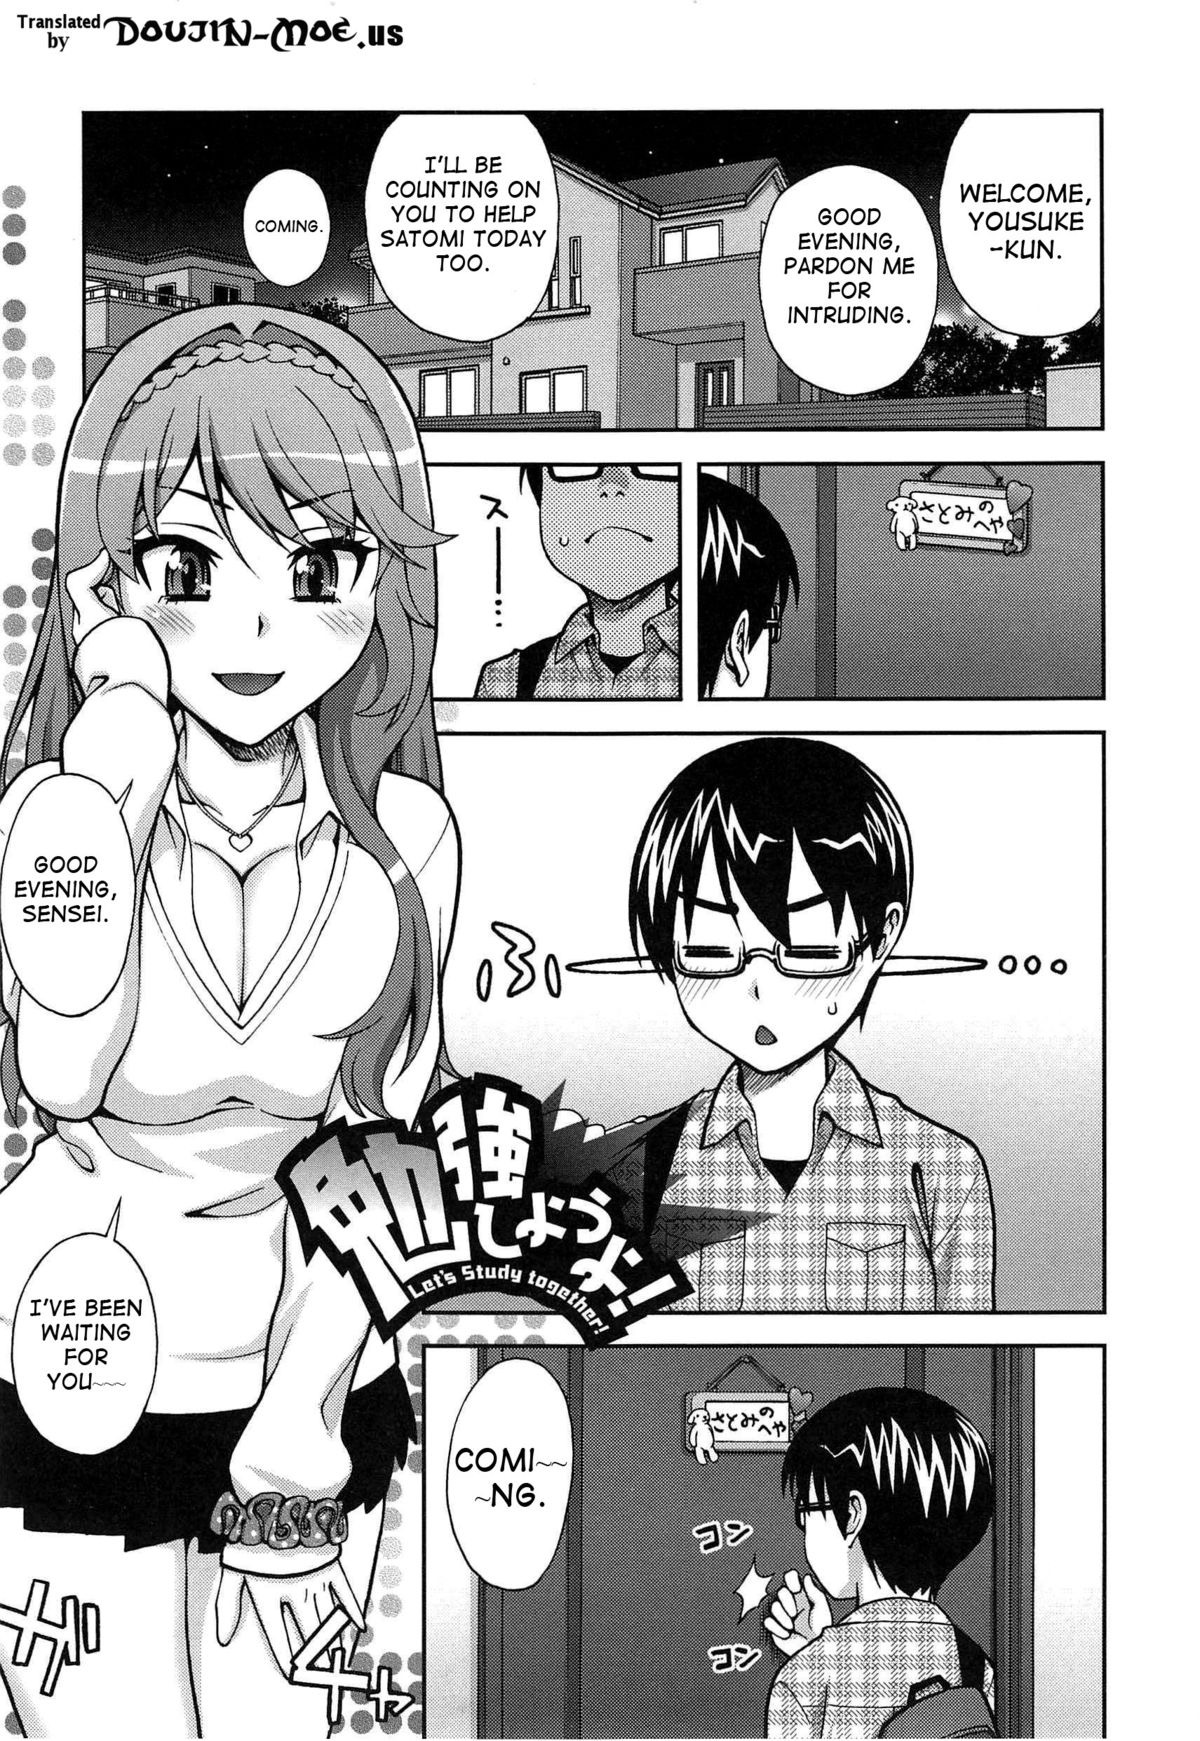 Translated
by DOUJIN-MOE.us
WELCOME,
YOUSUKE
-KUN.
GOOD
EVENING,
PARDON ME
FOR
INTRUDING.
I'LL BE
COUNTING ON
YOU TO HELP
SATOMI TODAY
TOO.
COMING.
さとみの
へや
スー…
ふ―――…
GOOD
EVENING,
SENSEI.
勉強しようよ!
Let's Study together!
I'VE BEEN
WAITING
FOR
YOU~~~
さとみの
へや
COMI~~
~NG.
コン
コン
ガチャ